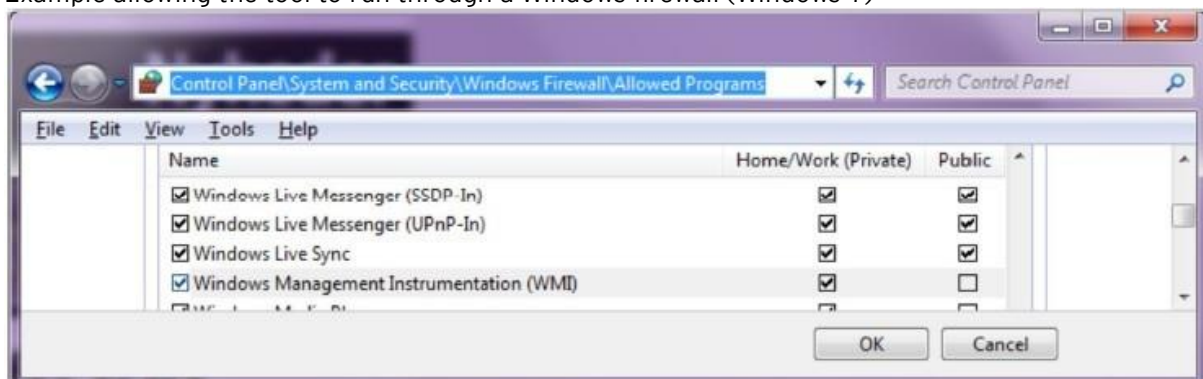 Example allowing the tool to run through a Windows firewall (Windows 7)
Control Panel\System and Security\Windows Firewall\Allowed Programs
Search Control Panel
File Edit View Tools Help
Name Home/Work (Private) Public
Windows Live Messenger (SSDP-In)
Windows Live Messenger (UPnP-In)
Windows Live Sync
Windows Management Instrumentation (WMI)
OK Cancel